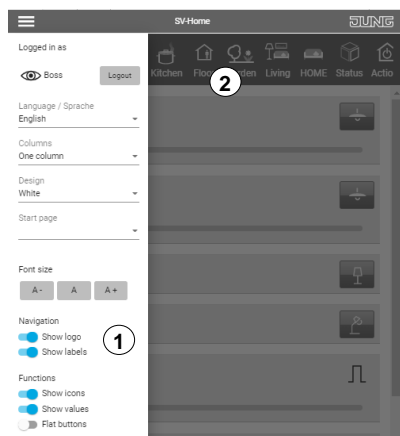 SV-Home
JUNG
Logged in as
Boss
Logout
Kitchen
Living
HOME
Status
Actio
2
Language / Sprache
English
Columns
One column
Design
White
Start page
Font size
A -
A
A +
Navigation
Show logo
Show labels
1
Functions
Show icons
Show values
Flat buttons